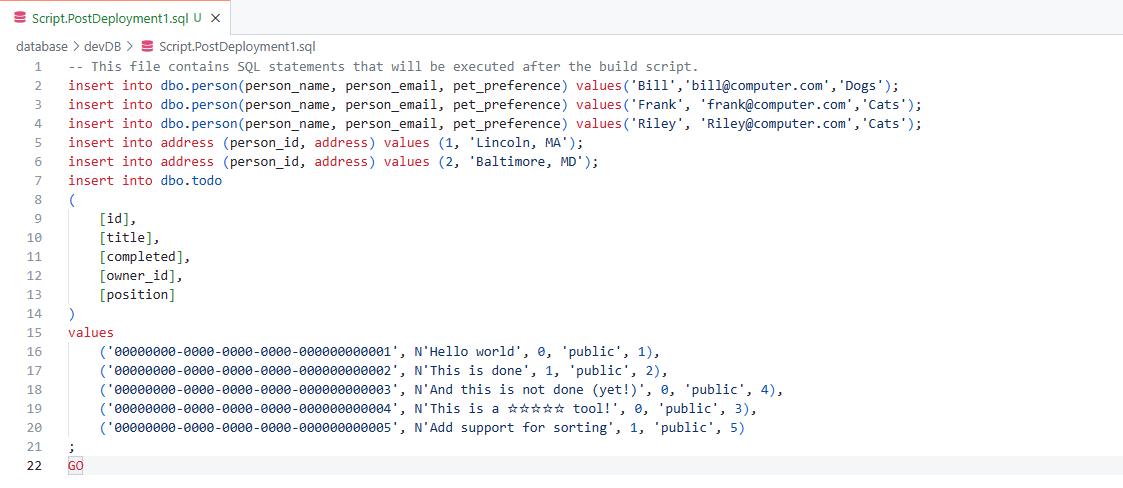 Script.PostDeployment1.sql U
database > devDB > Script.PostDeployment1.sql
1 -- This file contains SQL statements that will be executed after the build script.
2 insert into dbo.person(person_name, person_email, pet_preference) values('Bill','bill@computer.com','Dogs');
3 insert into dbo.person(person_name, person_email, pet_preference) values('Frank', 'frank@computer.com','Cats');
4 insert into dbo.person(person_name, person_email, pet_preference) values('Riley', 'Riley@computer.com','Cats');
5 insert into address (person_id, address) values (1, 'Lincoln, MA');
6 insert into address (person_id, address) values (2, 'Baltimore, MD');
7 insert into dbo.todo
8 (
9 [id],
10 [title],
11 [completed],
12 [owner_id],
13 [position]
14 )
15 values
16 ('00000000-0000-0000-0000-000000000001', N'Hello world', 0, 'public', 1),
17 ('00000000-0000-0000-0000-000000000002', N'This is done', 1, 'public', 2),
18 ('00000000-0000-0000-0000-000000000003', N'And this is not done (yet!)', 0, 'public', 4),
19 ('00000000-0000-0000-0000-000000000004', N'This is a ☆☆☆☆☆ tool!', 0, 'public', 3),
20 ('00000000-0000-0000-0000-000000000005', N'Add support for sorting', 1, 'public', 5)
21 ;
22 GO